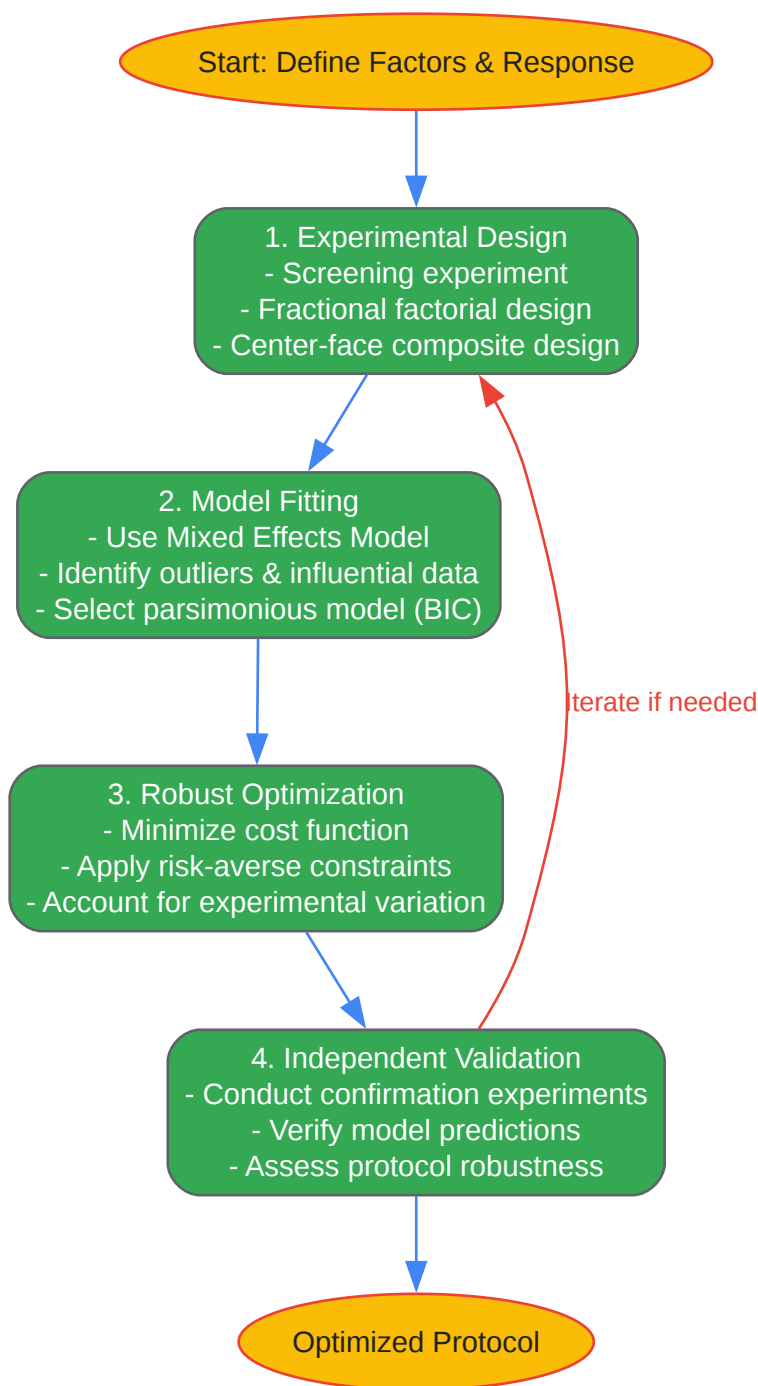 Start: Define Factors & Response
1. Experimental Design
- Screening experiment
- Fractional factorial design
- Center-face composite design
2. Model Fitting
- Use Mixed Effects Model
- Identify outliers & influential data
- Select parsimonious model (BIC)
Iterate if needed
3. Robust Optimization
- Minimize cost function
- Apply risk-averse constraints
- Account for experimental variation
4. Independent Validation
- Conduct confirmation experiments
- Verify model predictions
- Assess protocol robustness
Optimized Protocol